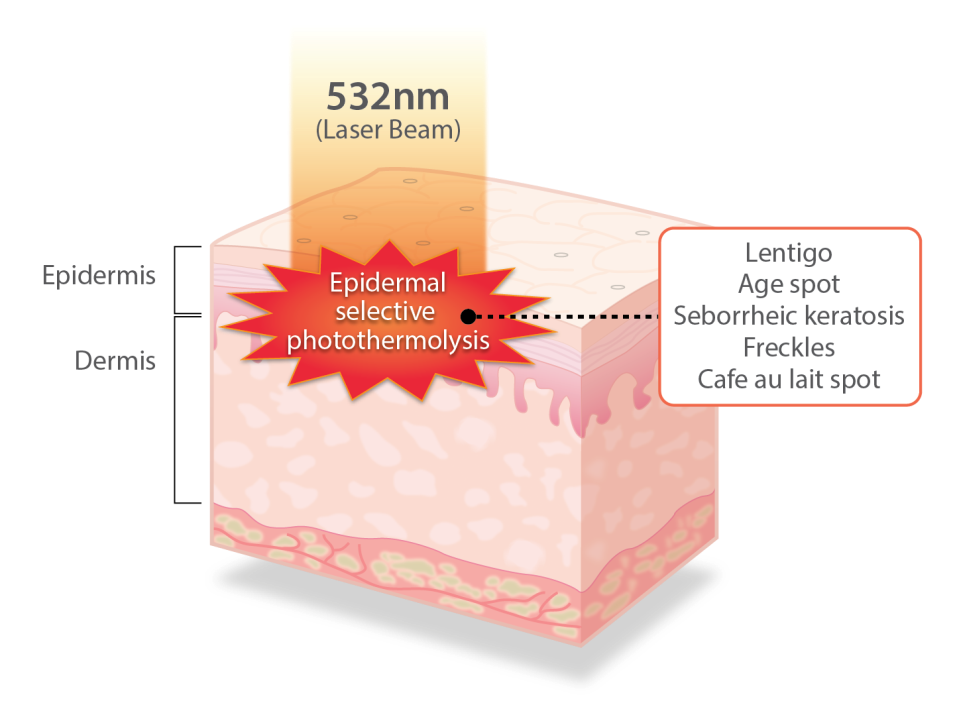 532nm
(Laser Beam)
Epidermis
Dermis
Epidermal
selective
photothermolysis
Lentigo
Age spot
Seborrheic keratosis
Freckles
Cafe au lait spot